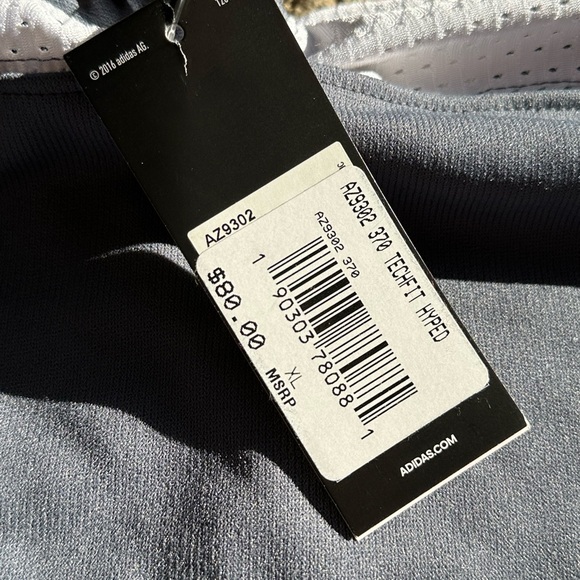 © 2016 adidas AG.
AZ9302
AZ9302 370 TECHFIT HYPED
AZ9302 370
1 90303 78088 1
$80.00
XL
MSRP
ADIDAS.COM